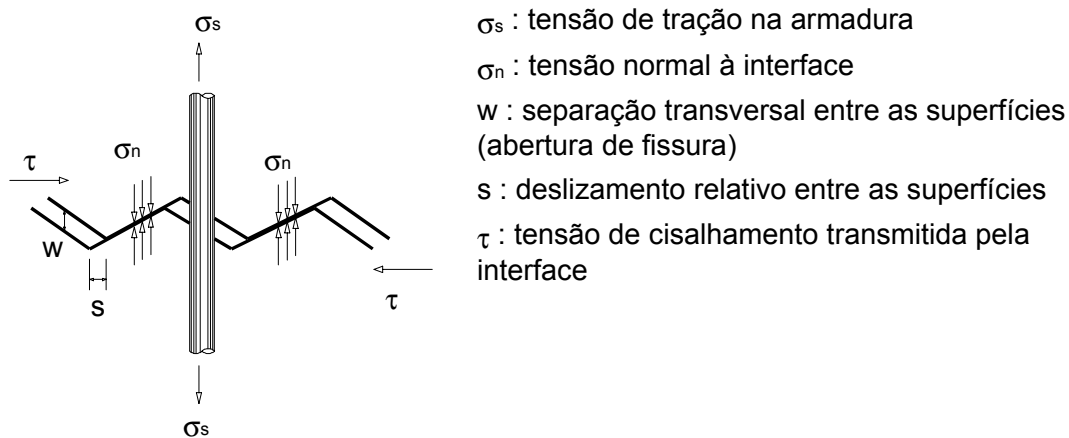 σs
σs : tensão de tração na armadura
σn : tensão normal à interface
w : separação transversal entre as superfícies
(abertura de fissura)
s : deslizamento relativo entre as superfícies
τ : tensão de cisalhamento transmitida pela
interface
τ
σn
σn
w
s
τ
σs